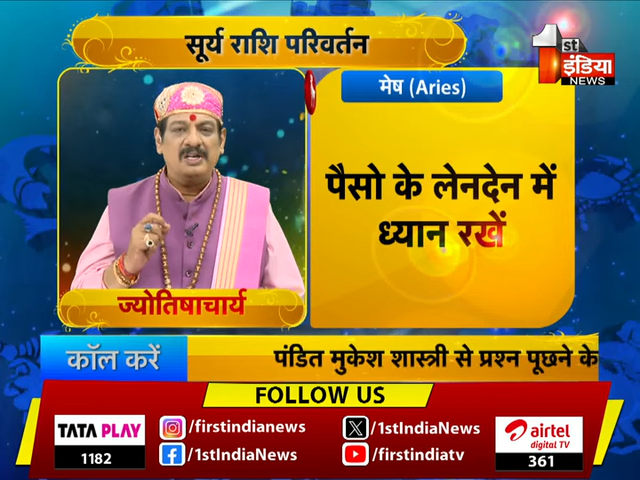 सूर्य राशि परिवर्तन
1st
इंडिया
NEWS
मेष (Aries)
पैसो के लेनदेन में
ध्यान रखें
ज्योतिषाचार्य
कॉल करें
पंडित मुकेश शास्त्री से प्रश्न पूछने के
FOLLOW US
TATA PLAY
1182
/firstindianews
/1stIndiaNews
/1stIndiaNews
/firstindiatv
airtel
digital TV
361